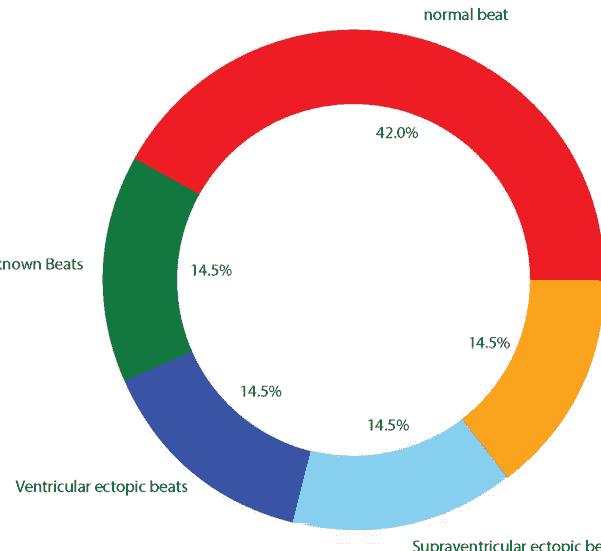 normal beat
42.0%
known Beats
14.5%
14.5%
14.5%
14.5%
Ventricular ectopic beats
Supraventricular ectopic be